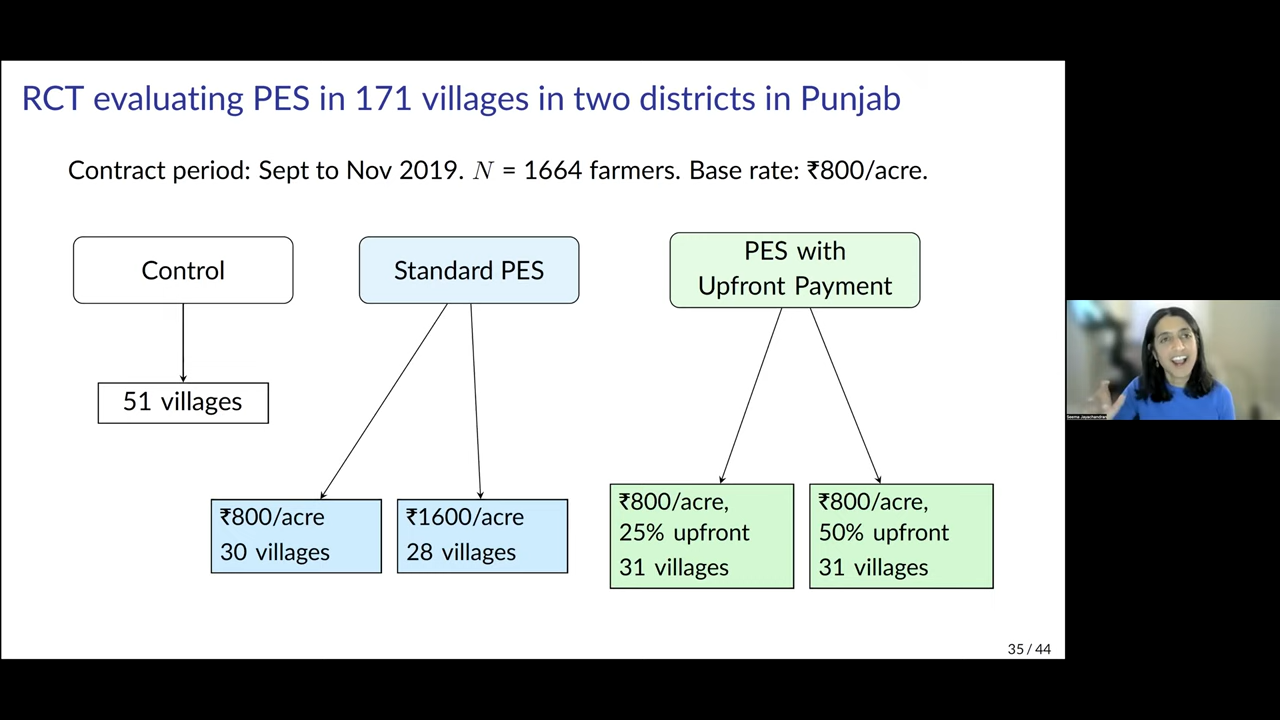 RCT evaluating PES in 171 villages in two districts in Punjab
Contract period: Sept to Nov 2019. N = 1664 farmers. Base rate: ₹800/acre.
Control
Standard PES
PES with
Upfront Payment
51 villages
₹800/acre
30 villages
₹1600/acre
28 villages
₹800/acre,
25% upfront
31 villages
₹800/acre,
50% upfront
31 villages
35 / 44
Seema Jayachandran